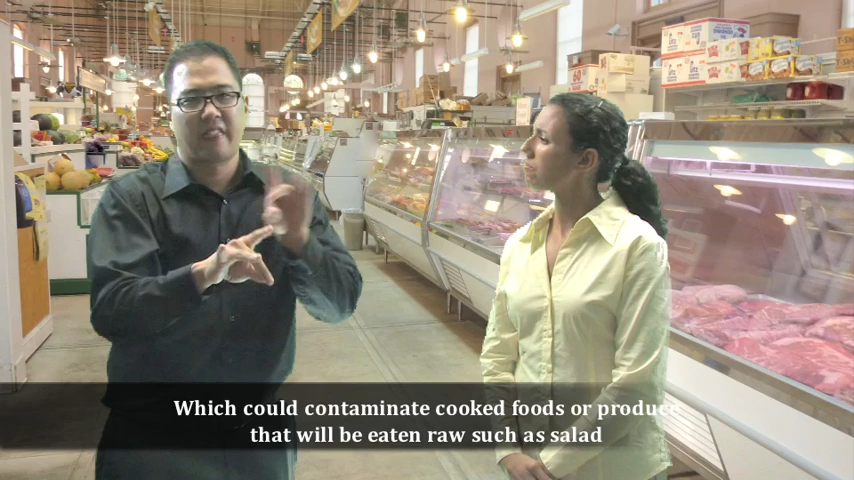 Which could contaminate cooked foods or produce
that will be eaten raw such as salad